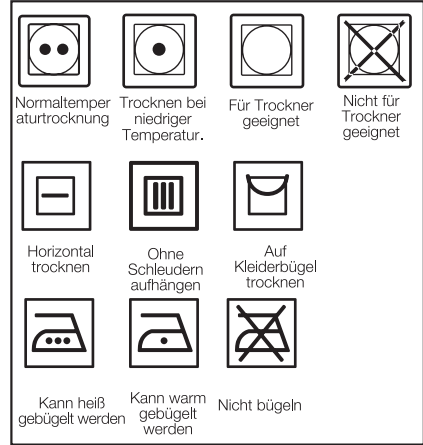 Normaltemper
aturtrocknung
Trocknen bei
niedriger
Temperatur.
Für Trockner
geeignet
Nicht für
Trockner
geeignet
Horizontal
trocknen
Ohne
Schleudern
aufhängen
Auf
Kleiderbügel
trocknen
Kann heiß
gebügelt werden
Kann warm
gebügelt
werden
Nicht bügeln